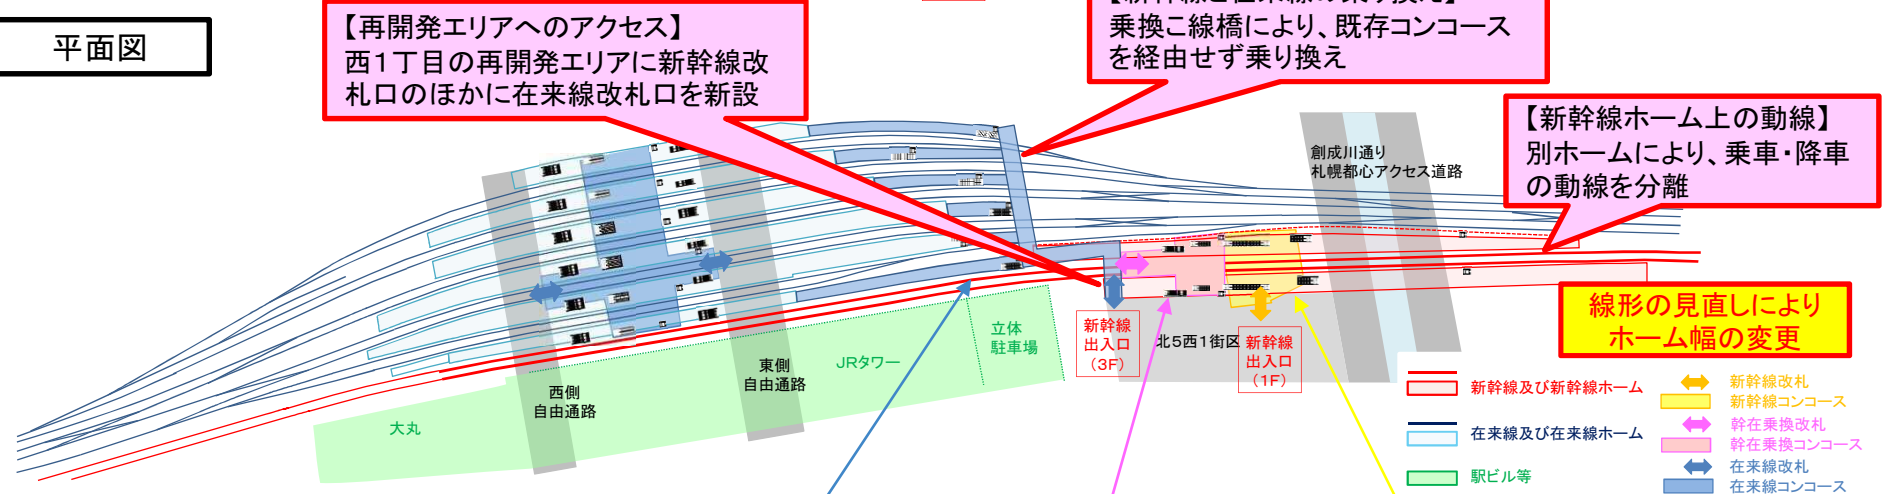 平面図
【再開発エリアへのアクセス】
西1丁目の再開発エリアに新幹線改
札口のほかに在来線改札口を新設
【新幹線と在来線の乗り換え】
乗換こ線橋により、既存コンコース
を経由せず乗り換え
【新幹線ホーム上の動線】
別ホームにより、乗車・降車
の動線を分離
創成川通り
札幌都心アクセス道路
線形の見直しにより
ホーム幅の変更
新幹線
出入口
（3F）
北5西1街区
新幹線
出入口
（1F）
立体
駐車場
JRタワー
東側
自由通路
西側
自由通路
大丸
新幹線及び新幹線ホーム
在来線及び在来線ホーム
駅ビル等
新幹線改札
新幹線コンコース
幹在乗換改札
幹在乗換コンコース
在来線改札
在来線コンコース